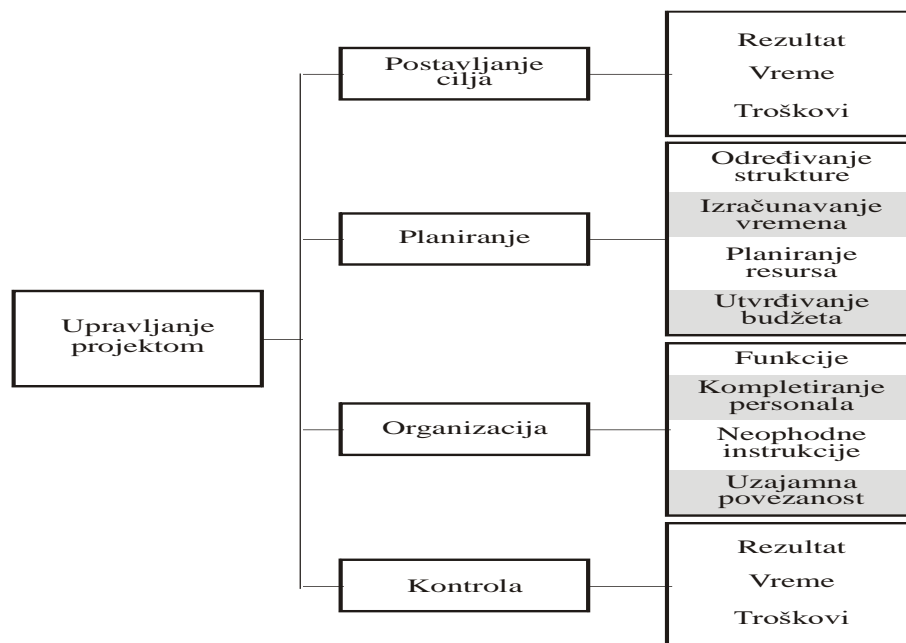 Upravljanje
projektom
Postavljanje
cilja
Rezultat
Vreme
Troškovi
Planiranje
Određivanje
strukture
Izračunavanje
vremena
Planiranje
resursa
Utvrđivanje
budžeta
Organizacija
Funkcije
Kompletiranje
personala
Neophodne
instrukcije
Uzajamna
povezanost
Kontrola
Rezultat
Vreme
Troškovi